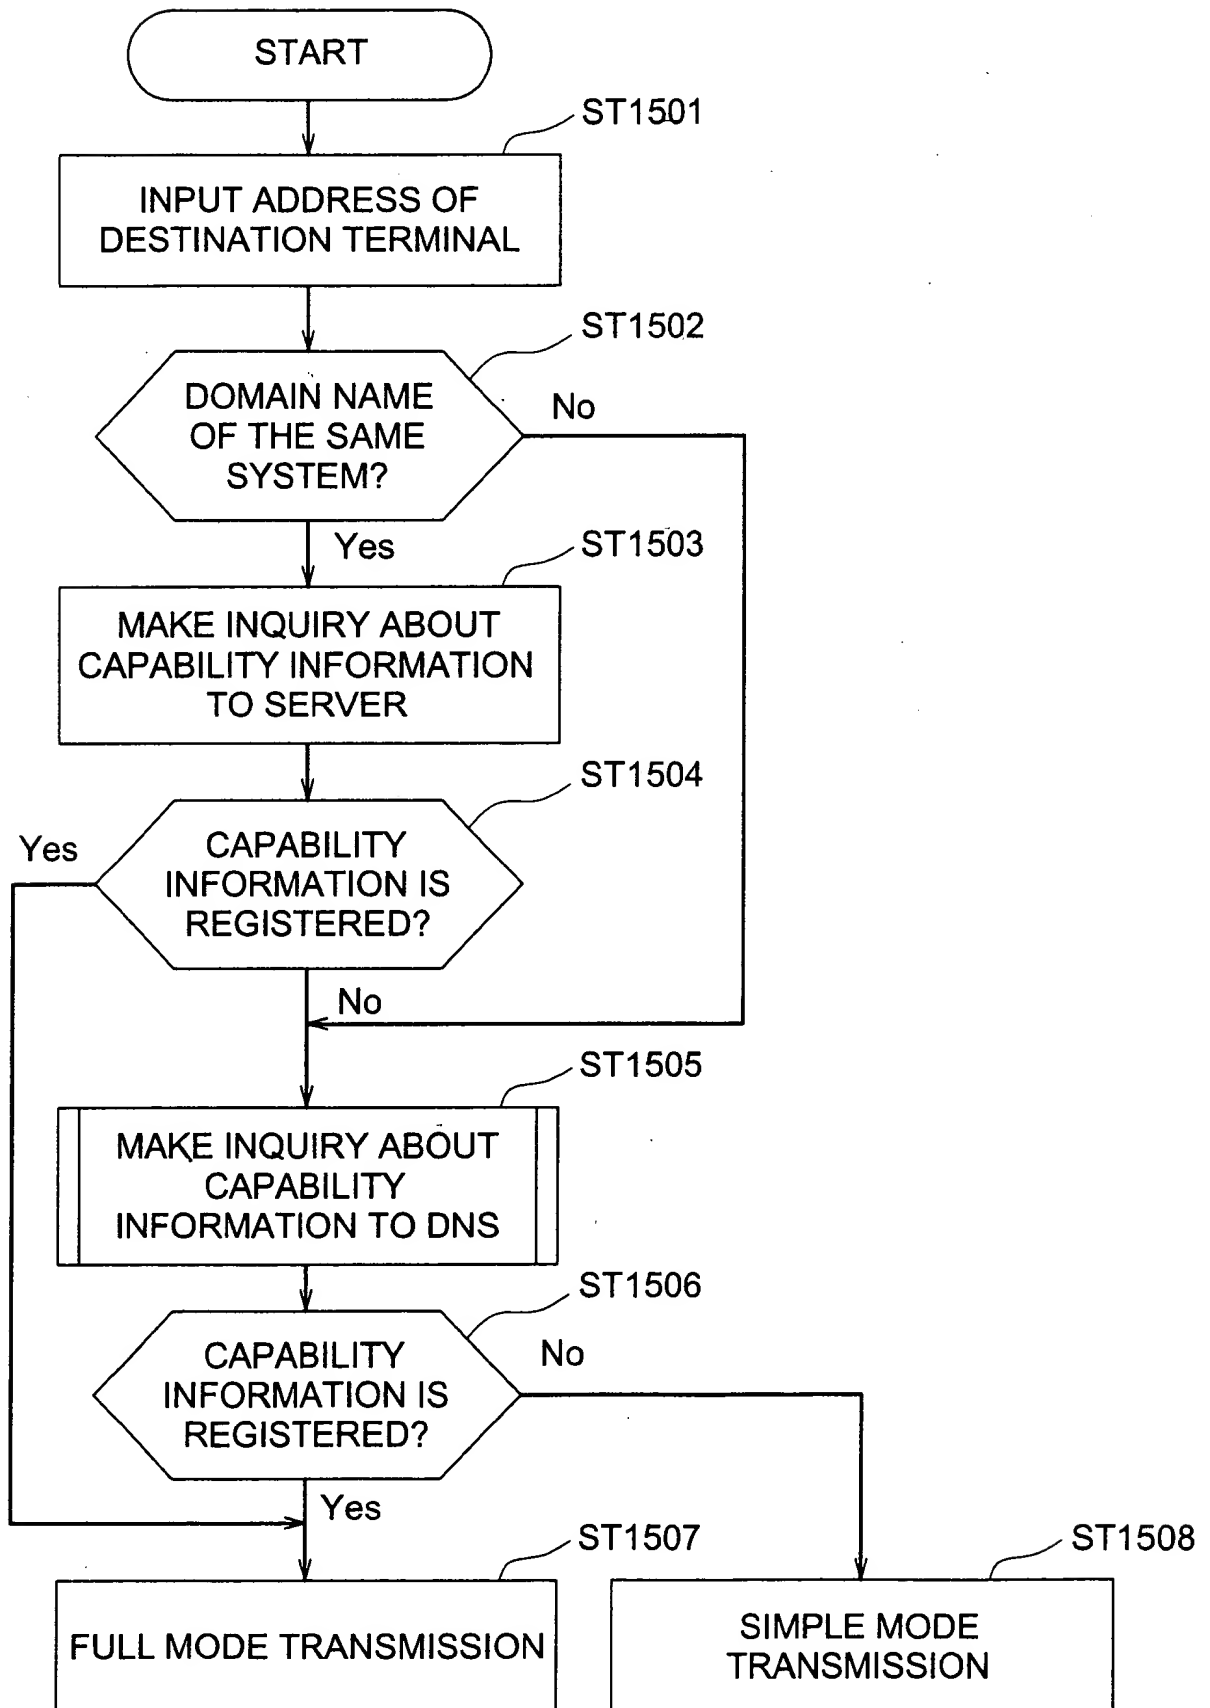 START
ST1501
INPUT ADDRESS OF
DESTINATION TERMINAL
ST1502
DOMAIN NAME
OF THE SAME
SYSTEM?
No
Yes
ST1503
MAKE INQUIRY ABOUT
CAPABILITY INFORMATION
TO SERVER
ST1504
Yes
CAPABILITY
INFORMATION IS
REGISTERED?
No
ST1505
MAKE INQUIRY ABOUT
CAPABILITY
INFORMATION TO DNS
ST1506
CAPABILITY
INFORMATION IS
REGISTERED?
No
Yes
ST1507
FULL MODE TRANSMISSION
ST1508
SIMPLE MODE
TRANSMISSION